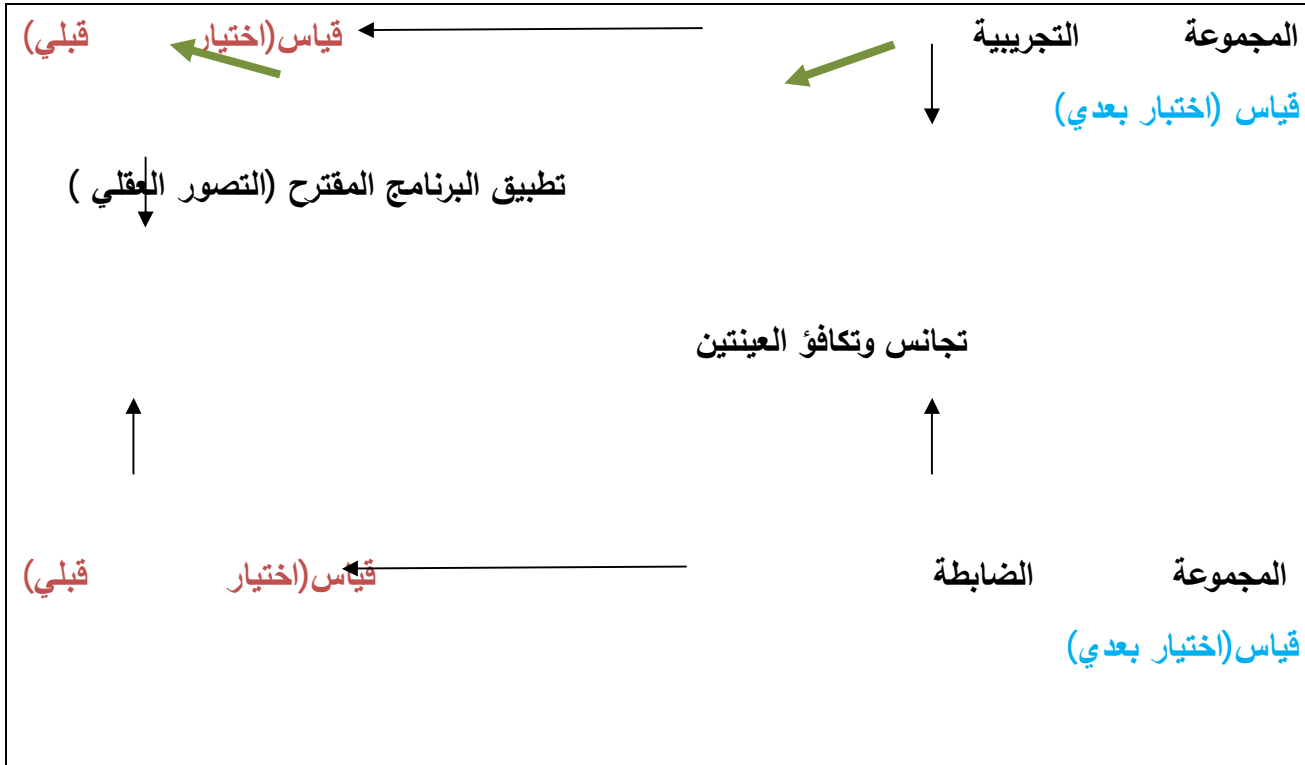 المجموعة التجريبية قياس(اختيار قبلي)
قياس (اختبار بعدي)
تطبيق البرنامج المقترح (التصور العقلي )
تجانس وتكافؤ العينتين
المجموعة الضابطة قياس(اختيار قبلي)
قياس(اختيار بعدي)